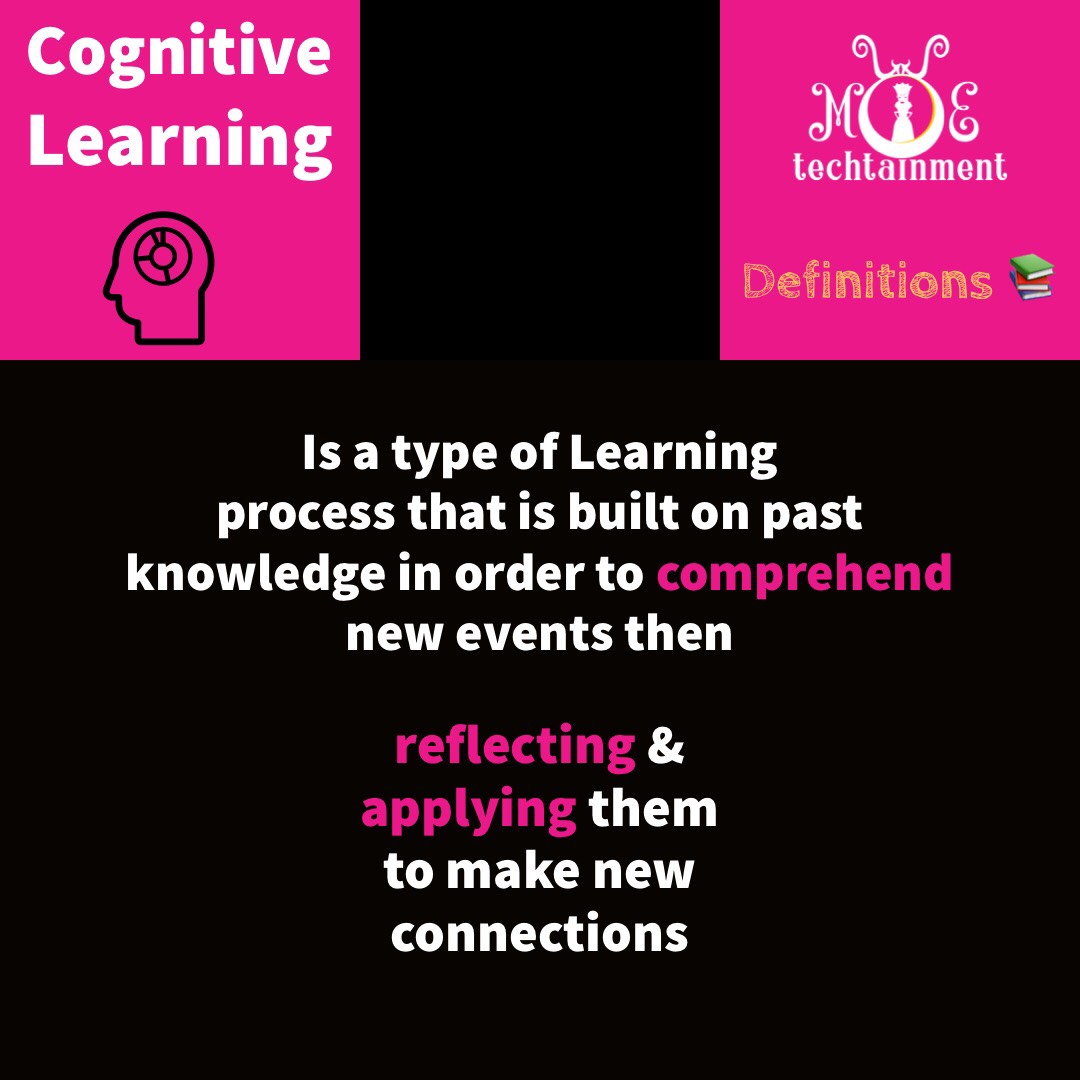 Cognitive
Learning
MOE
techtainment
Definitions
Is a type of Learning
process that is built on past
knowledge in order to comprehend
new events then
reflecting &
applying them
to make new
connections